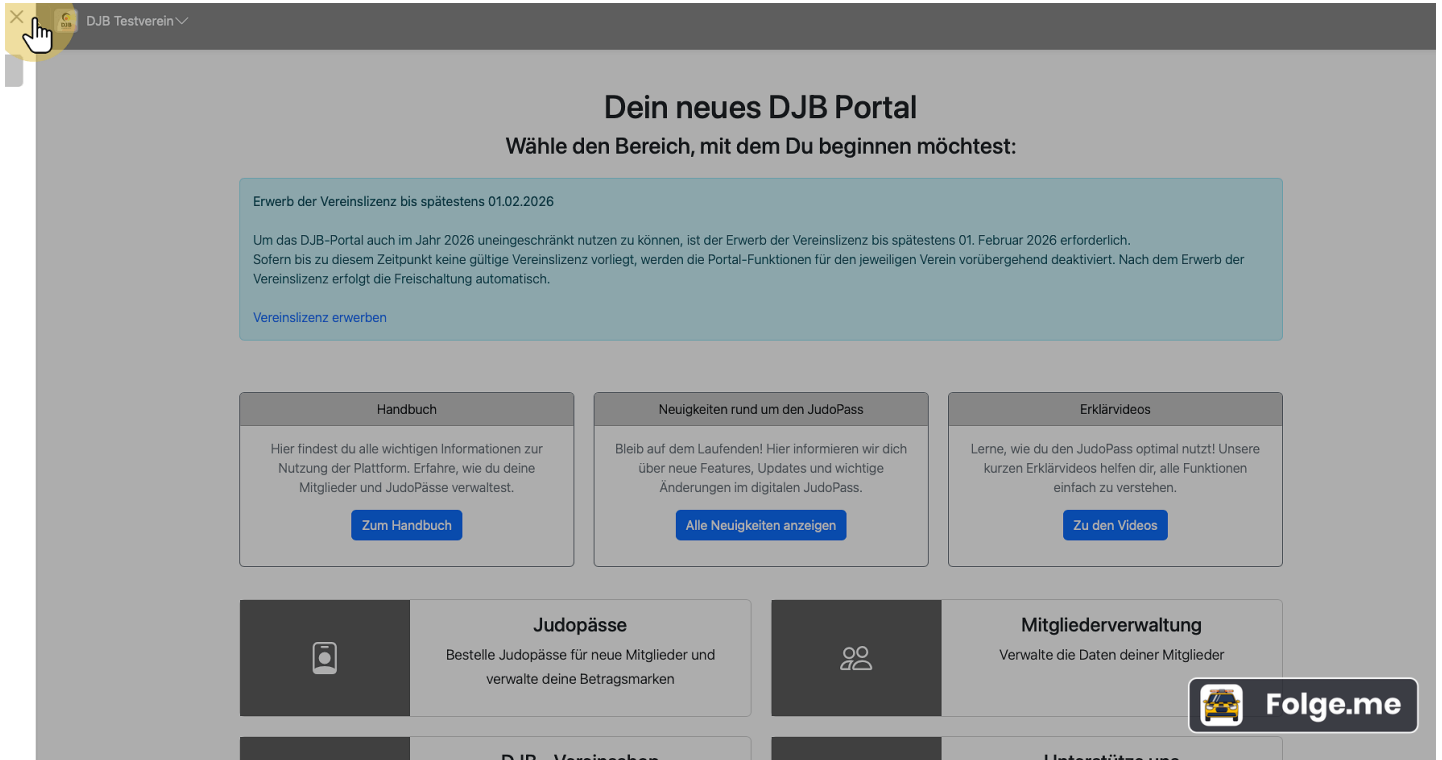 DJB Testverein
DJB
Dein neues DJB Portal
Wähle den Bereich, mit dem Du beginnen möchtest:
Erwerb der Vereinslizenz bis spätestens 01.02.2026
Um das DJB-Portal auch im Jahr 2026 uneingeschränkt nutzen zu können, ist der Erwerb der Vereinslizenz bis spätestens 01. Februar 2026 erforderlich.
Sofern bis zu diesem Zeitpunkt keine gültige Vereinslizenz vorliegt, werden die Portal-Funktionen für den jeweiligen Verein vorübergehend deaktiviert. Nach dem Erwerb der
Vereinslizenz erfolgt die Freischaltung automatisch.
Vereinslizenz erwerben
Handbuch
Hier findest du alle wichtigen Informationen zur
Nutzung der Plattform. Erfahre, wie du deine
Mitglieder und JudoPässe verwaltest.
Zum Handbuch
Neuigkeiten rund um den JudoPass
Bleib auf dem Laufenden! Hier informieren wir dich
über neue Features, Updates und wichtige
Änderungen im digitalen JudoPass.
Alle Neuigkeiten anzeigen
Erklärvideos
Lerne, wie du den JudoPass optimal nutzt! Unsere
kurzen Erklärvideos helfen dir, alle Funktionen
einfach zu verstehen.
Zu den Videos
Judopässe
Bestelle Judopässe für neue Mitglieder und
verwalte deine Betragsmarken
Mitgliederverwaltung
Verwalte die Daten deiner Mitglieder
Folge.me
DJB - Vereinsshop
Unterstütze uns